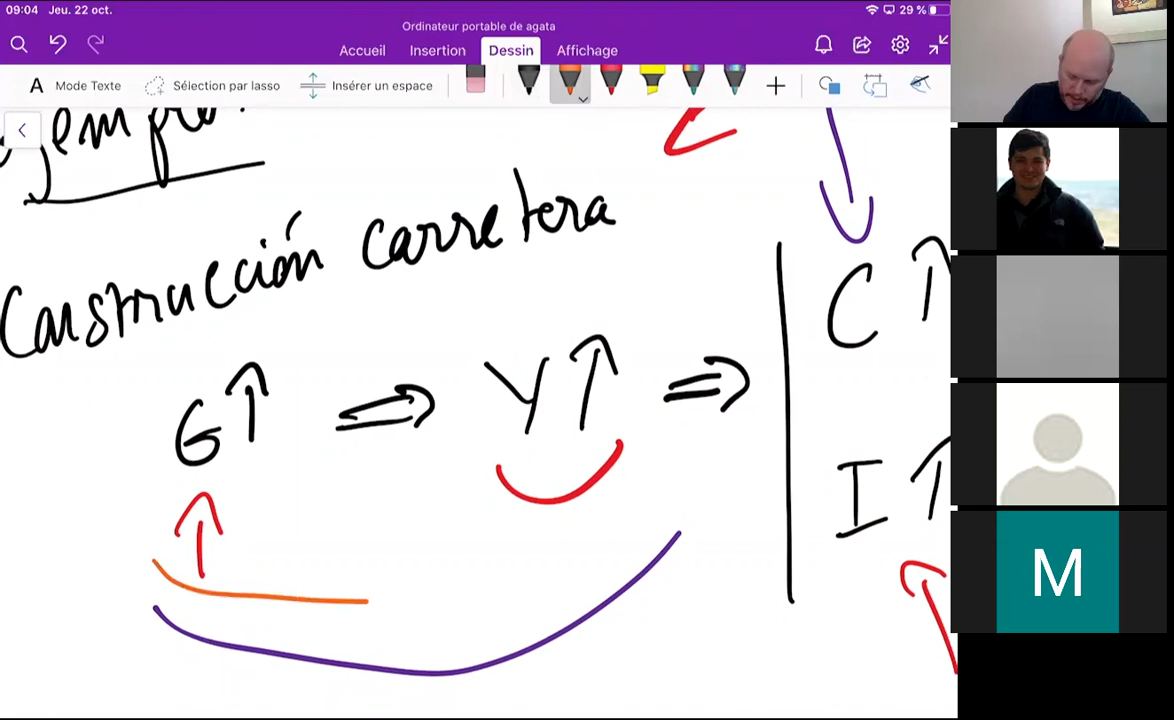 09:04 Jeu. 22 oct.
29 %
Ordinateur portable de agata
Accueil Insertion Dessin Affichage
A Mode Texte Sélection par lasso Insérer un espace
ejemplo:
Construcción carretera
C ↑
G ↑ ⇒ Y ↑ ⇒
I ↑
M